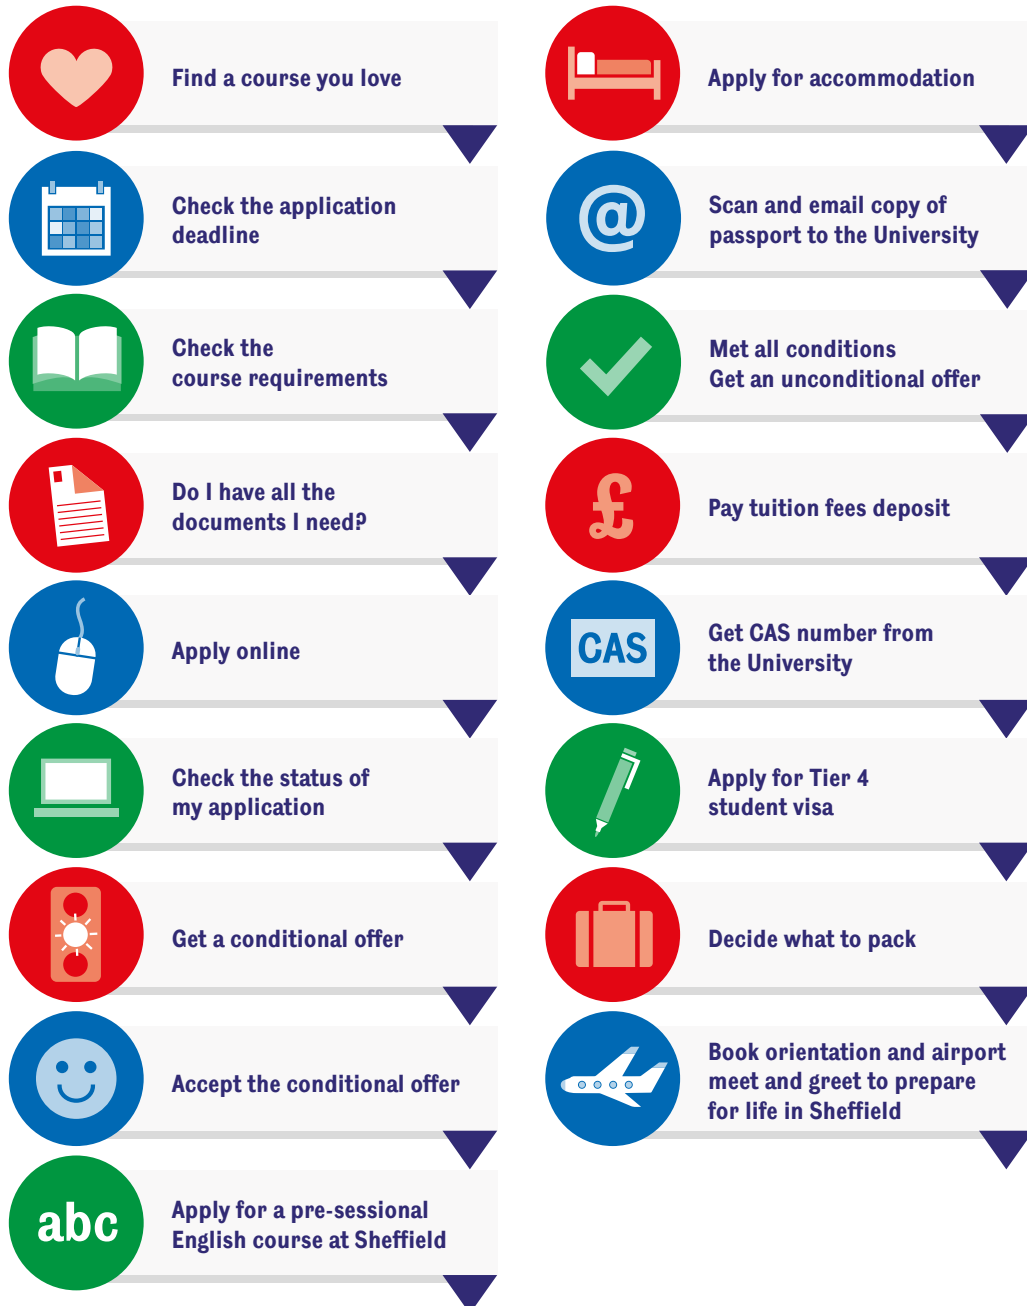 Find a course you love
Check the application
deadline
Check the
course requirements
Do I have all the
documents I need?
Apply online
Check the status of
my application
Get a conditional offer
Accept the conditional offer
abc
Apply for a pre-sessional
English course at Sheffield
Apply for accommodation
@
Scan and email copy of
passport to the University
Met all conditions
Get an unconditional offer
£
Pay tuition fees deposit
CAS
Get CAS number from
the University
Apply for Tier 4
student visa
Decide what to pack
Book orientation and airport
meet and greet to prepare
for life in Sheffield